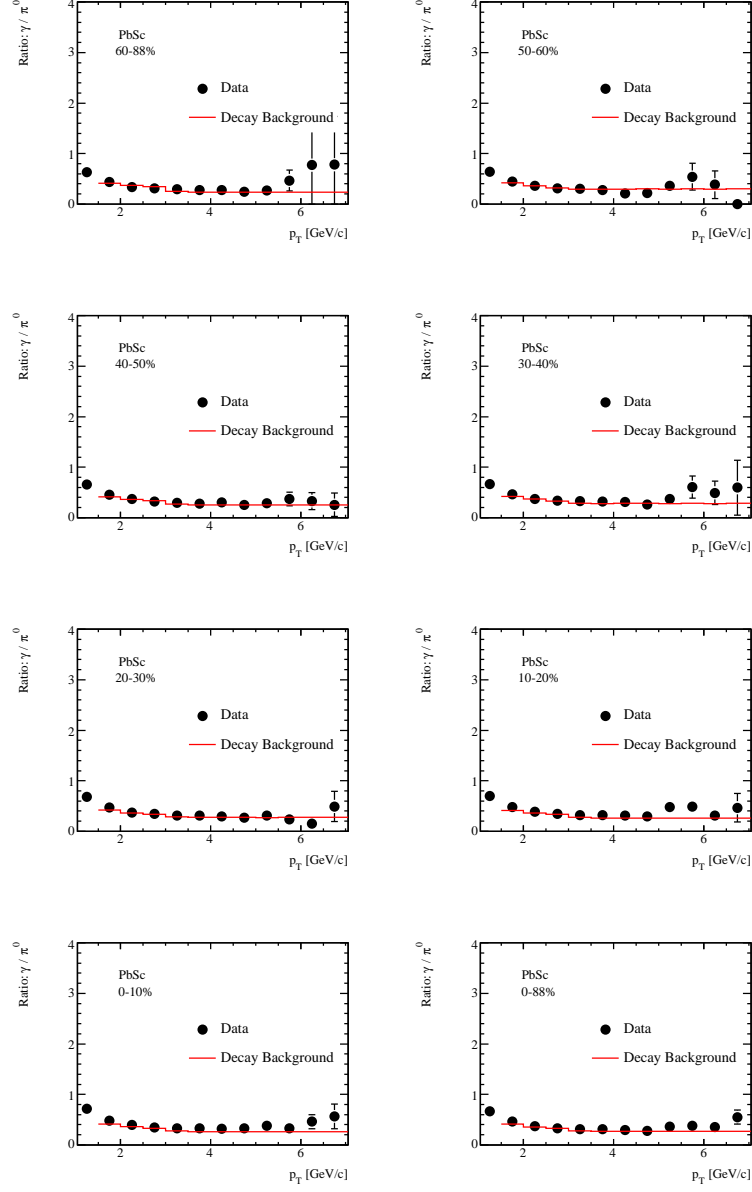 Ratio: γ / π⁰
4
3
2
1
0
PbSc
60-88%
Data
Decay Background
2 4 6
p_T [GeV/c]
Ratio: γ / π⁰
4
3
2
1
0
PbSc
50-60%
Data
Decay Background
2 4 6
p_T [GeV/c]
Ratio: γ / π⁰
4
3
2
1
0
PbSc
40-50%
Data
Decay Background
2 4 6
p_T [GeV/c]
Ratio: γ / π⁰
4
3
2
1
0
PbSc
30-40%
Data
Decay Background
2 4 6
p_T [GeV/c]
Ratio: γ / π⁰
4
3
2
1
0
PbSc
20-30%
Data
Decay Background
2 4 6
p_T [GeV/c]
Ratio: γ / π⁰
4
3
2
1
0
PbSc
10-20%
Data
Decay Background
2 4 6
p_T [GeV/c]
Ratio: γ / π⁰
4
3
2
1
0
PbSc
0-10%
Data
Decay Background
2 4 6
p_T [GeV/c]
Ratio: γ / π⁰
4
3
2
1
0
PbSc
0-88%
Data
Decay Background
2 4 6
p_T [GeV/c]